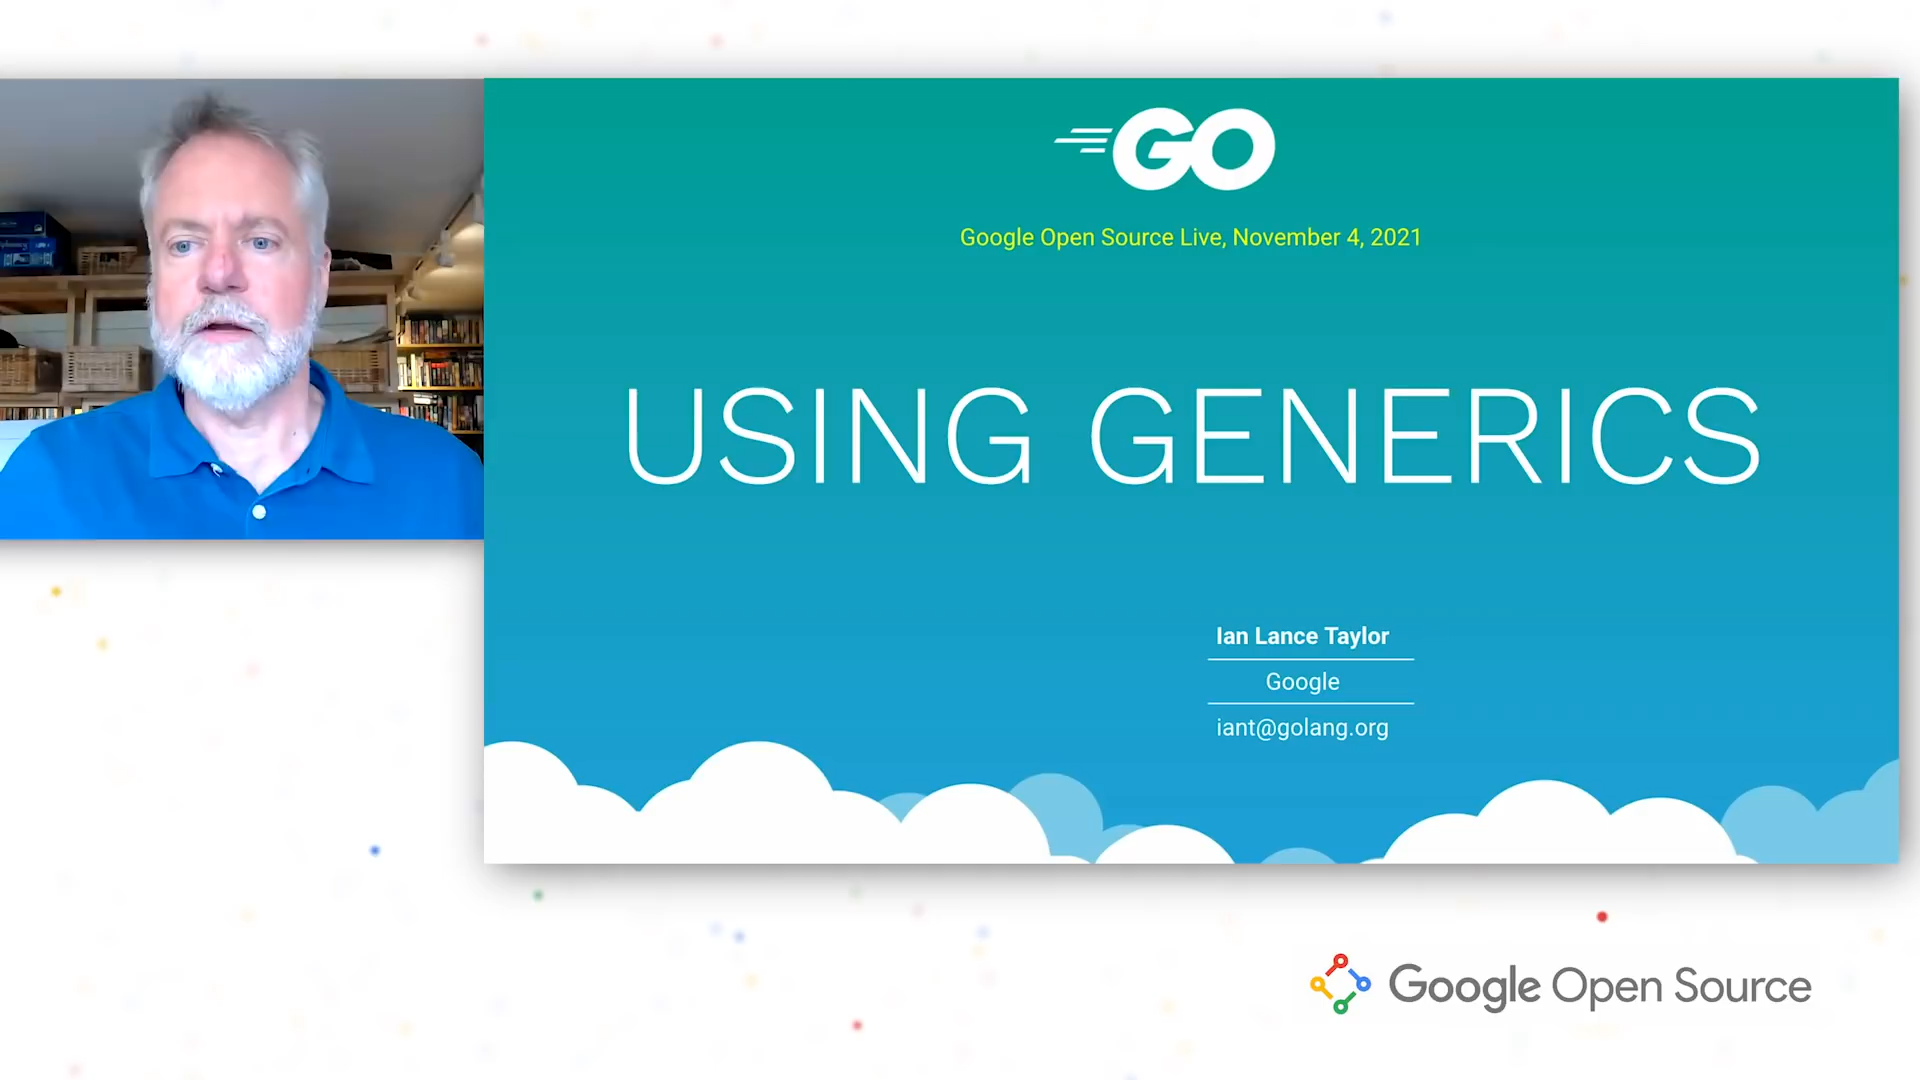 GO
Google Open Source Live, November 4, 2021
USING GENERICS
Ian Lance Taylor
Google
iant@golang.org
Google Open Source